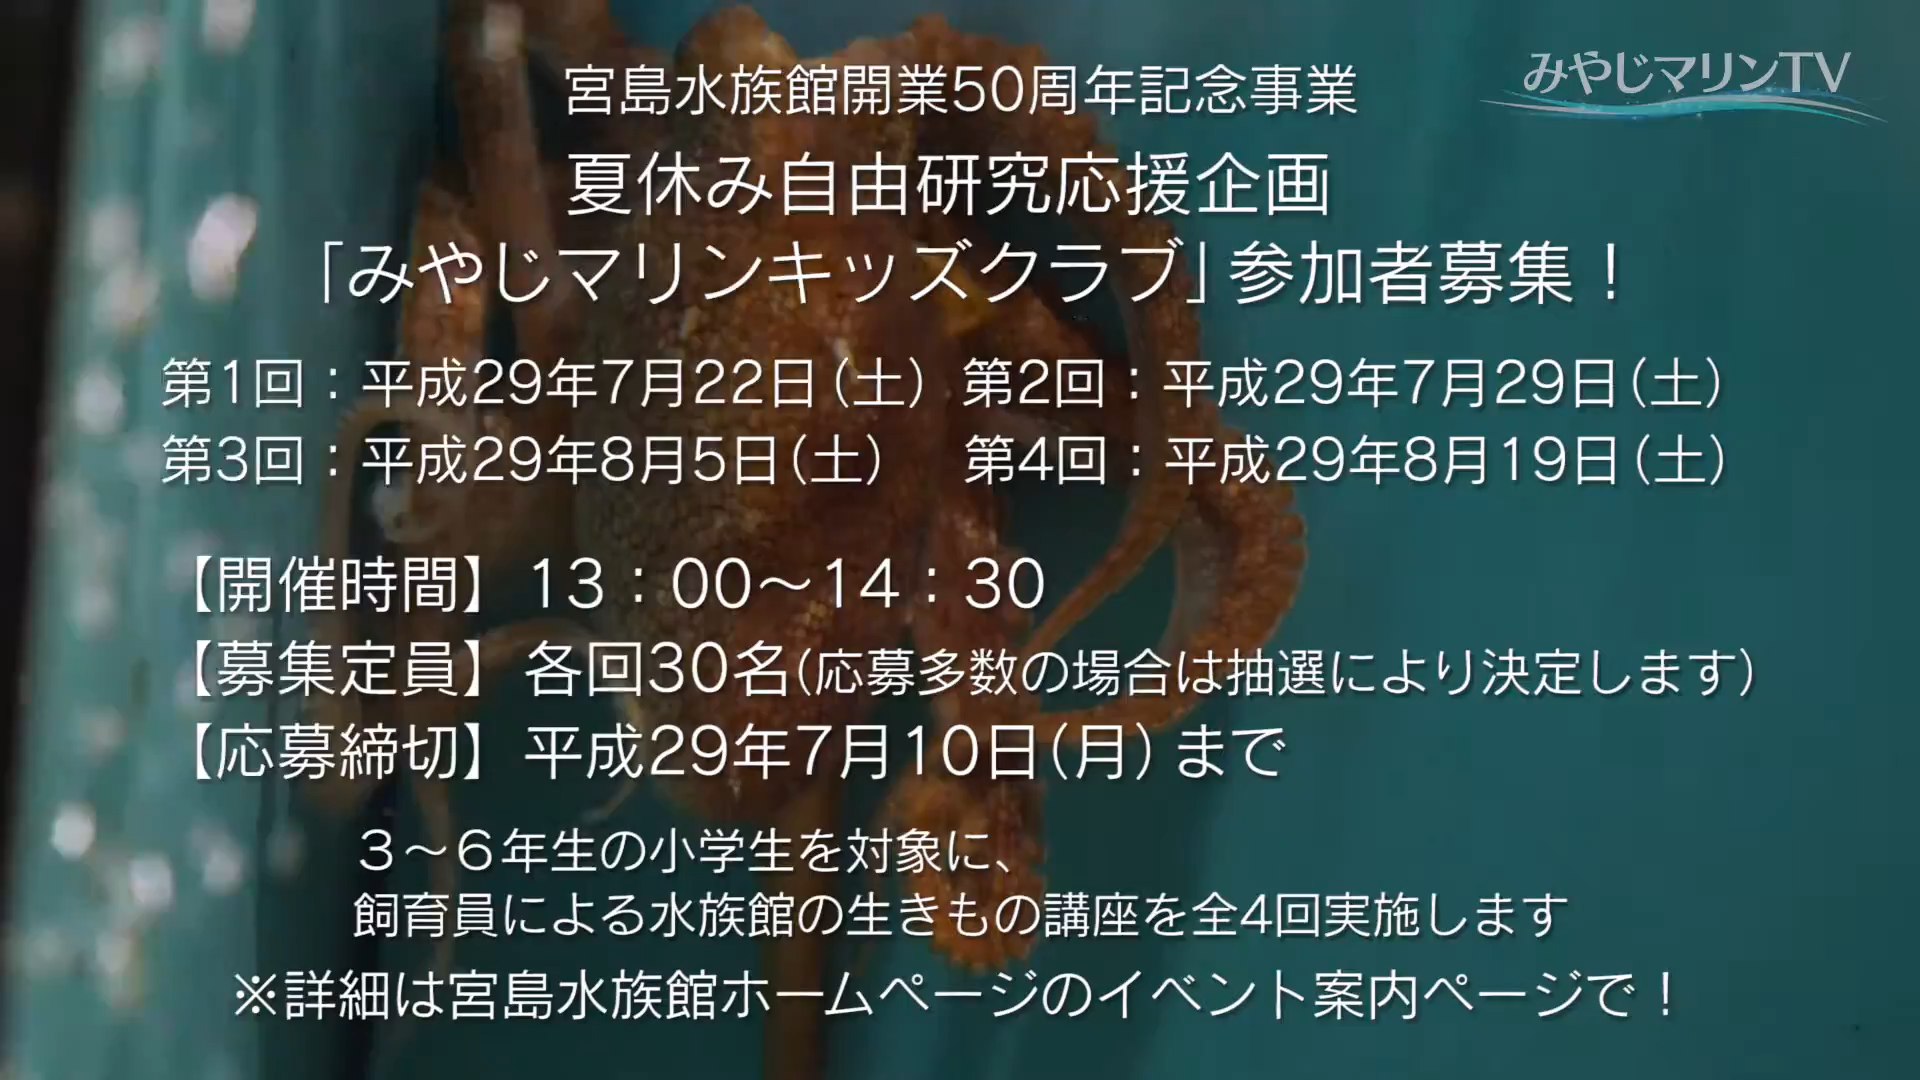 みやじマリンTV
宮島水族館開業50周年記念事業
夏休み自由研究応援企画
「みやじマリンキッズクラブ」参加者募集！
第1回：平成29年7月22日（土） 第2回：平成29年7月29日（土）
第3回：平成29年8月5日（土） 第4回：平成29年8月19日（土）
【開催時間】13：00～14：30
【募集定員】各回30名（応募多数の場合は抽選により決定します）
【応募締切】平成29年7月10日（月）まで
３～６年生の小学生を対象に、
飼育員による水族館の生きもの講座を全4回実施します
※詳細は宮島水族館ホームページのイベント案内ページで！